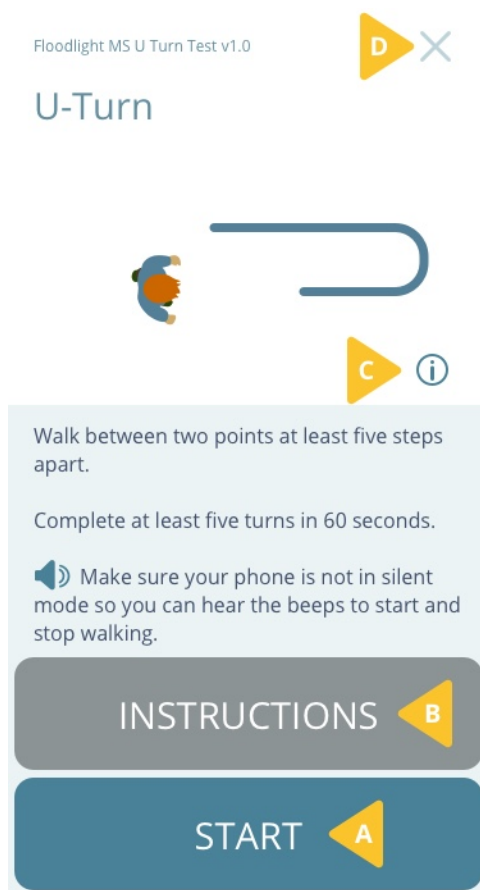 Floodlight MS U Turn Test v1.0
D
U-Turn
C
i
Walk between two points at least five steps
apart.
Complete at least five turns in 60 seconds.
Make sure your phone is not in silent
mode so you can hear the beeps to start and
stop walking.
INSTRUCTIONS B
START A